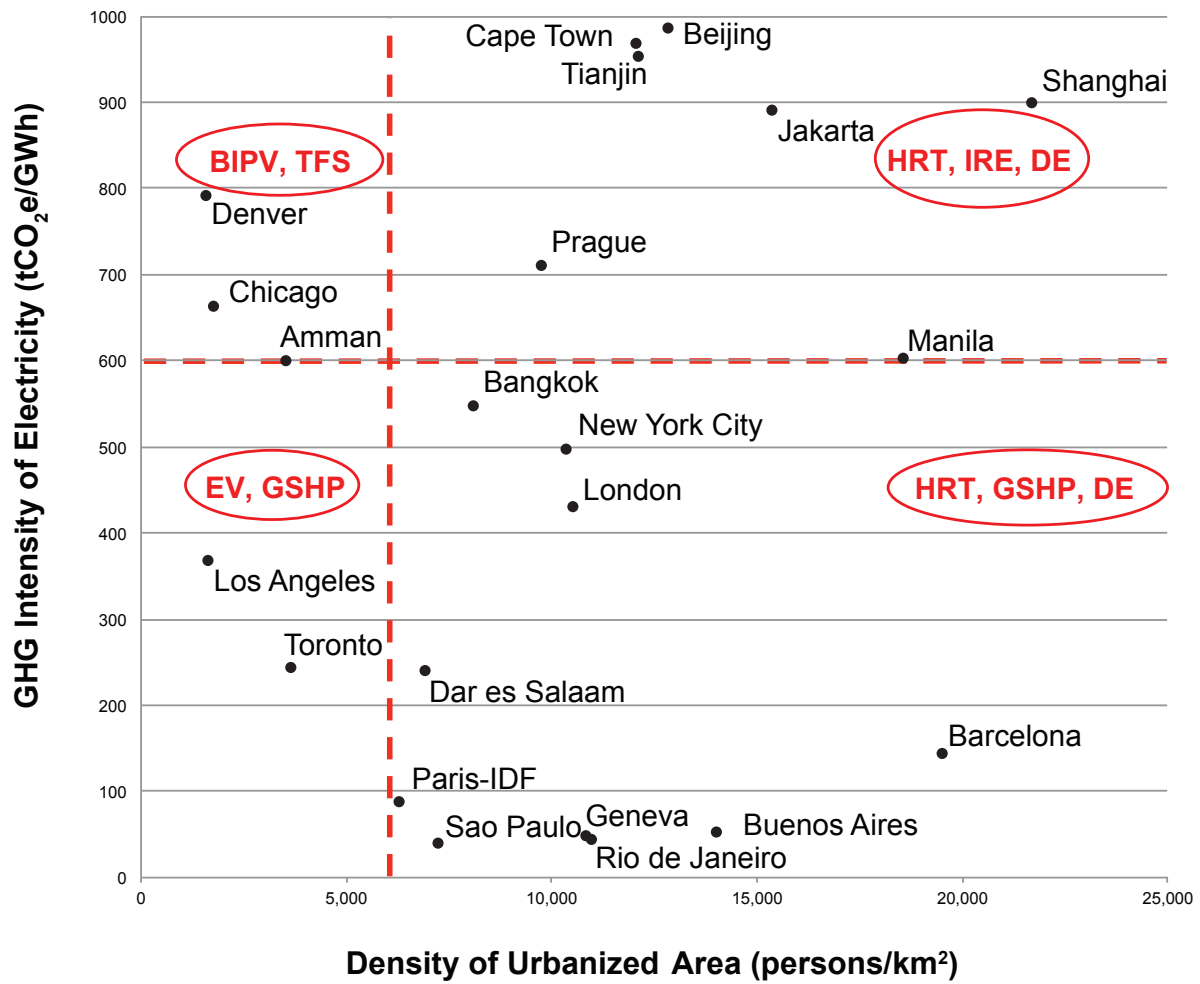 GHG Intensity of Electricity (tCO₂e/GWh)
1000
900
800
700
600
500
400
300
200
100
0
Cape Town
Beijing
Tianjin
Shanghai
Jakarta
BIPV, TFS
HRT, IRE, DE
Denver
Prague
Chicago
Amman
Manila
Bangkok
New York City
EV, GSHP
London
HRT, GSHP, DE
Los Angeles
Toronto
Dar es Salaam
Barcelona
Paris-IDF
Sao Paulo
Geneva
Buenos Aires
Rio de Janeiro
0
5,000
10,000
15,000
20,000
25,000
Density of Urbanized Area (persons/km²)